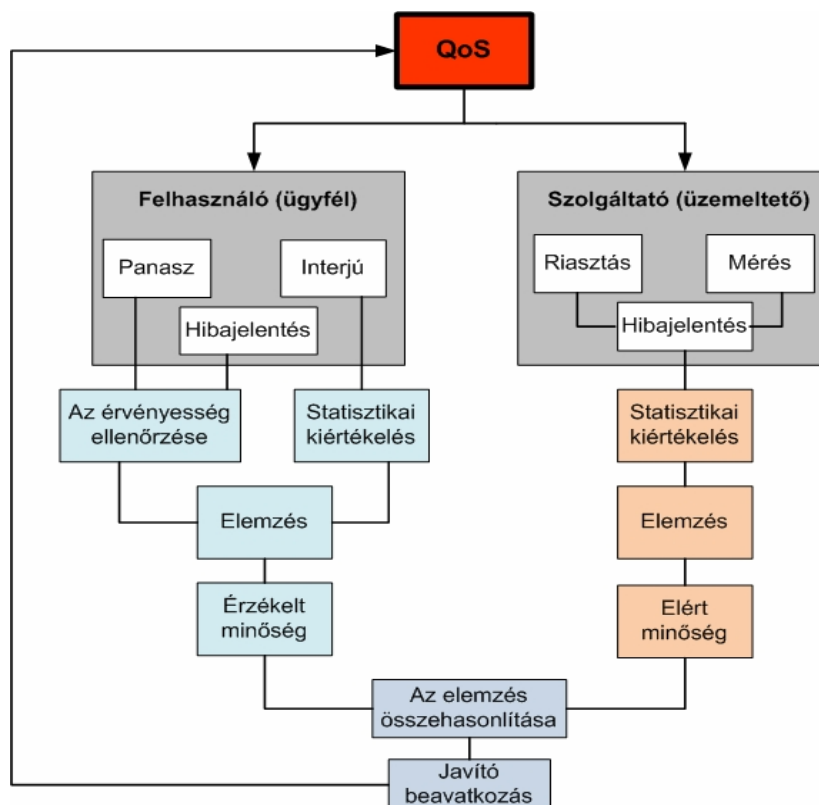 QoS
Felhasználó (ügyfél)
Panasz
Interjú
Hibajelentés
Szolgáltató (üzemeltető)
Riasztás
Mérés
Hibajelentés
Az érvényesség
ellenőrzése
Statisztikai
kiértékelés
Statisztikai
kiértékelés
Elemzés
Elemzés
Érzékelt
minőség
Elért
minőség
Az elemzés
összehasonlítása
Javító
beavatkozás